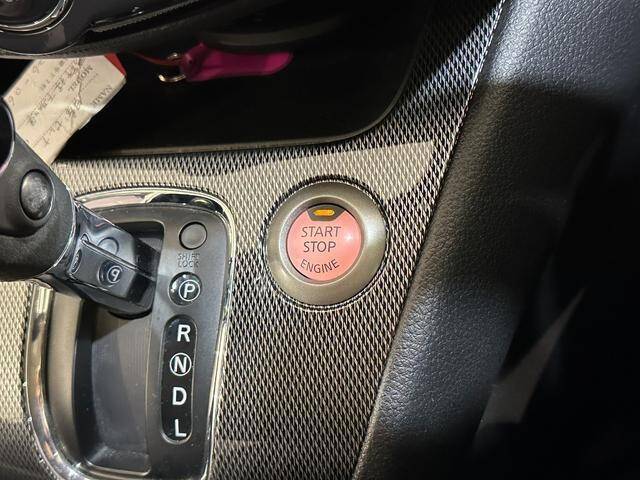 START
STOP
ENGINE
SHIFT
LOCK
P
R
N
D
L